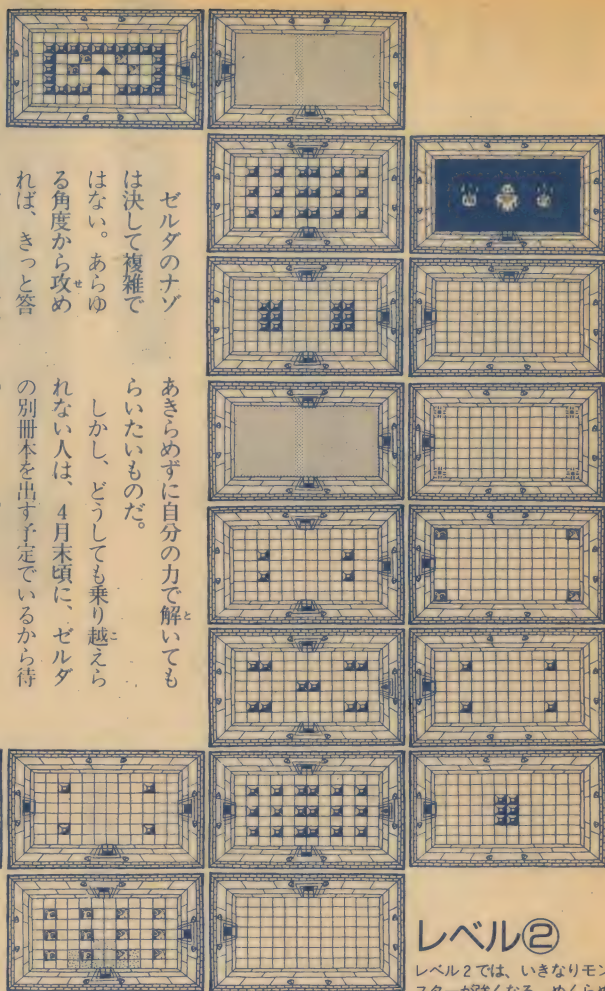 ゼルダのナゾ
は決して複雑で
はない。あらゆ
る角度から攻め
れば、きっと答
あきらめずに自分の力で解いても
らいたいものだ。
しかし、どうしても乗り越えら
れない人は、4月末頃に、ゼルダ
の別冊本を出す予定でいるから待
レベル②
レベル2では、いきなりモン
スターが強くなる。めくらめ